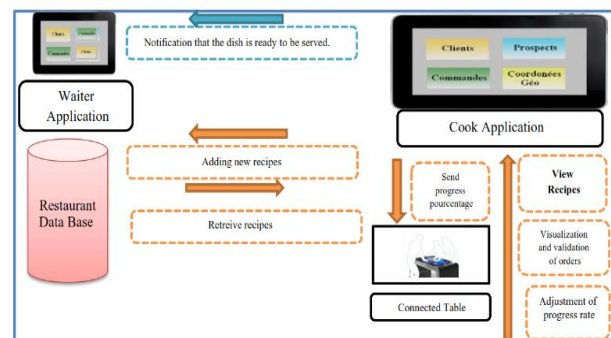 Notification that the dish is ready to be served.
Clients
Prospects
Commandes
Coordonées
Géo
Waiter
Application
Cook Application
Adding new recipes
Retreive recipes
Restaurant
Data Base
Send
progress
pourcentage
View
Recipes
Visualization
and validation
of orders
Connected Table
Adjustment of
progress rate